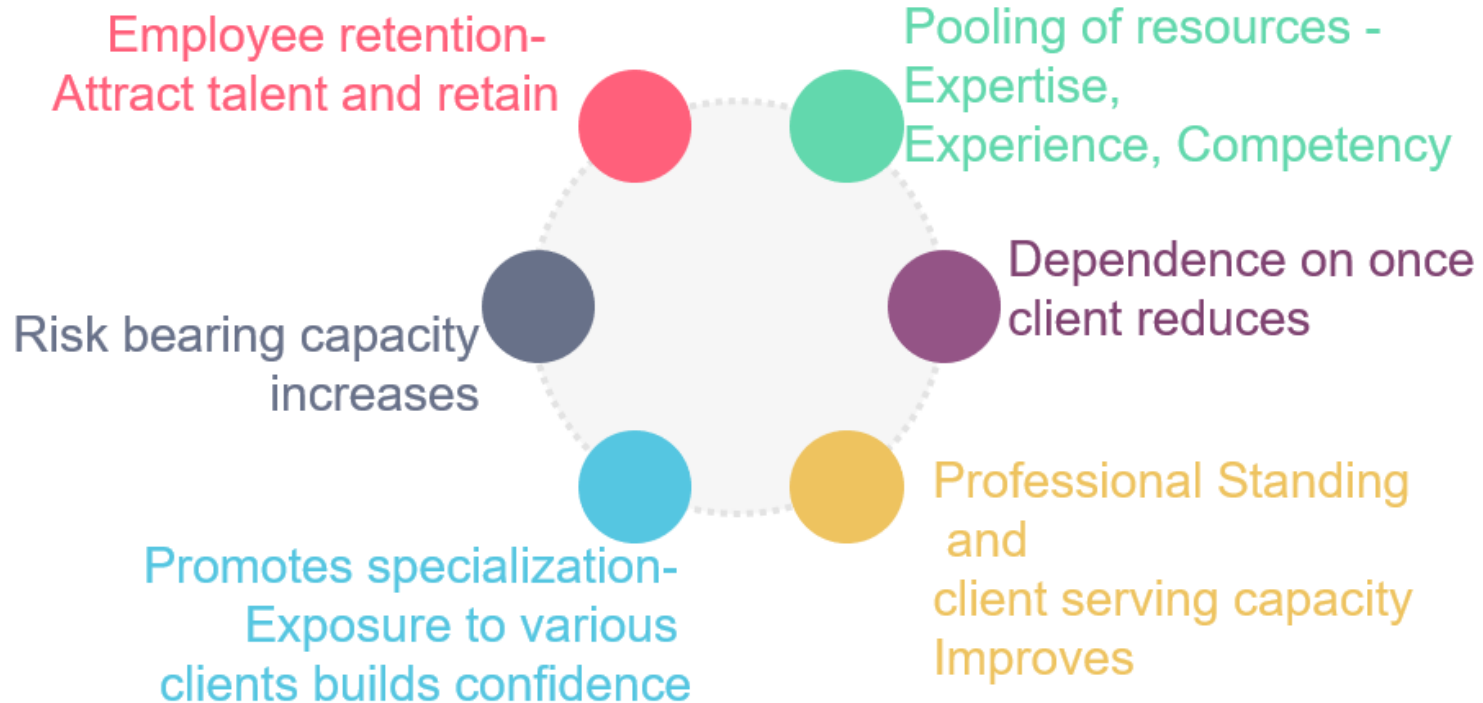 Employee retention-
Attract talent and retain
Pooling of resources -
Expertise,
Experience, Competency
Risk bearing capacity
increases
Dependence on once
client reduces
Promotes specialization-
Exposure to various
clients builds confidence
Professional Standing
and
client serving capacity
Improves